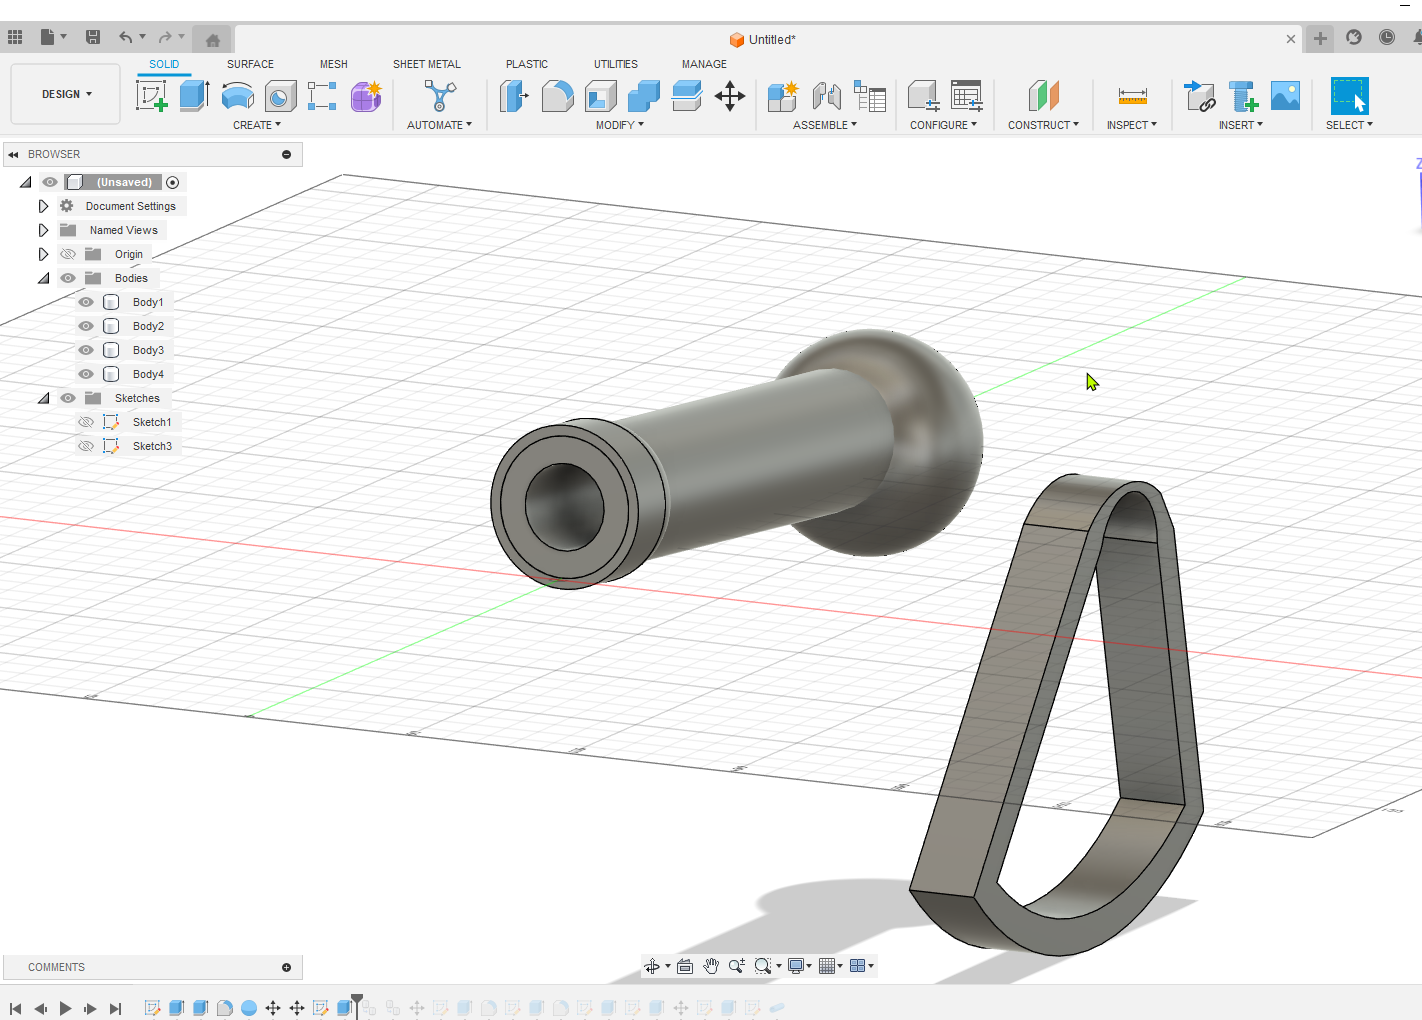 Untitled*
SOLID SURFACE MESH SHEET METAL PLASTIC UTILITIES MANAGE
DESIGN
CREATE AUTOMATE MODIFY ASSEMBLE CONFIGURE CONSTRUCT INSPECT INSERT SELECT
BROWSER
Z
(Unsaved)
Document Settings
Named Views
Origin
Bodies
Body1
Body2
Body3
Body4
Sketches
Sketch1
Sketch3
COMMENTS